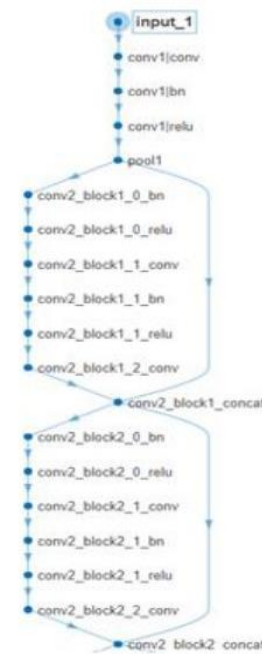 input_1
conv1|conv
conv1|bn
conv1|relu
pool1
conv2_block1_0_bn
conv2_block1_0_relu
conv2_block1_1_conv
conv2_block1_1_bn
conv2_block1_1_relu
conv2_block1_2_conv
conv2_block1_concat
conv2_block2_0_bn
conv2_block2_0_relu
conv2_block2_1_conv
conv2_block2_1_bn
conv2_block2_1_relu
conv2_block2_2_conv
conv2_block2_concat